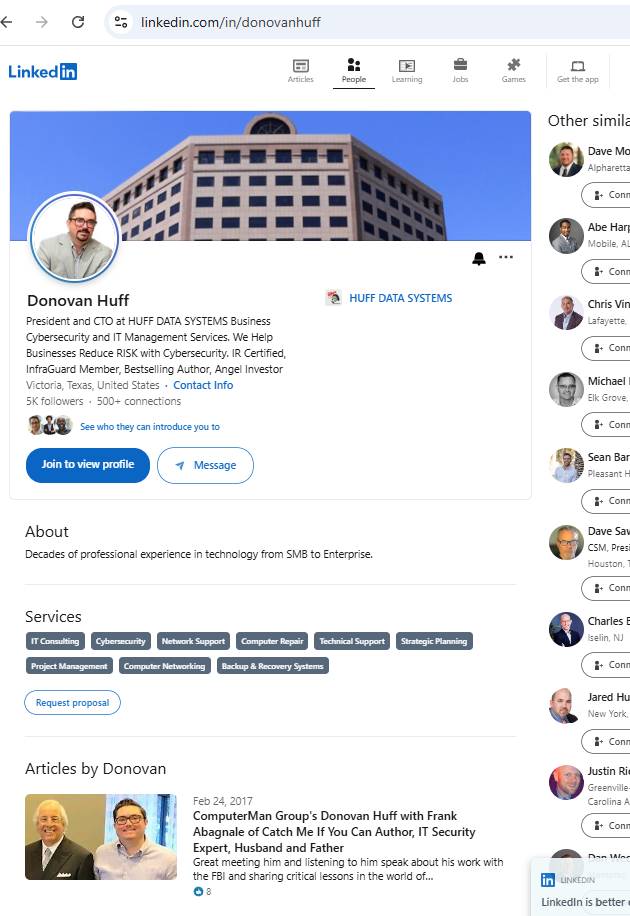 linkedin.com/in/donovanhuff
Linked in
Articles
People
Learning
Jobs
Games
Get the app
Donovan Huff
President and CTO at HUFF DATA SYSTEMS Business
Cybersecurity and IT Management Services. We Help
Businesses Reduce RISK with Cybersecurity. IR Certified,
InfraGuard Member, Bestselling Author, Angel Investor
Victoria, Texas, United States · Contact Info
5K followers · 500+ connections
See who they can introduce you to
Join to view profile
Message
HUFF DATA SYSTEMS
About
Decades of professional experience in technology from SMB to Enterprise.
Services
IT Consulting Cybersecurity Network Support Computer Repair Technical Support Strategic Planning
Project Management Computer Networking Backup & Recovery Systems
Request proposal
Articles by Donovan
Feb 24, 2017
ComputerMan Group's Donovan Huff with Frank
Abagnale of Catch Me If You Can Author, IT Security
Expert, Husband and Father
Great meeting him and listening to him speak about his work with
the FBI and sharing critical lessons in the world of...
8
Other simila
Dave Mo
Alpharetta
Conn
Abe Harp
Mobile, AL
Conn
Chris Vin
Lafayette,
Conn
Michael
Elk Grove,
Conn
Sean Bar
Pleasant H
Conn
Dave Sav
CSM, Presi
Houston, T
Conn
Charles E
Iselin, NJ
Conn
Jared Hu
New York,
Conn
Justin Ri
Greenville-
Carolina A
Conn
LINKEDIN
LinkedIn is better